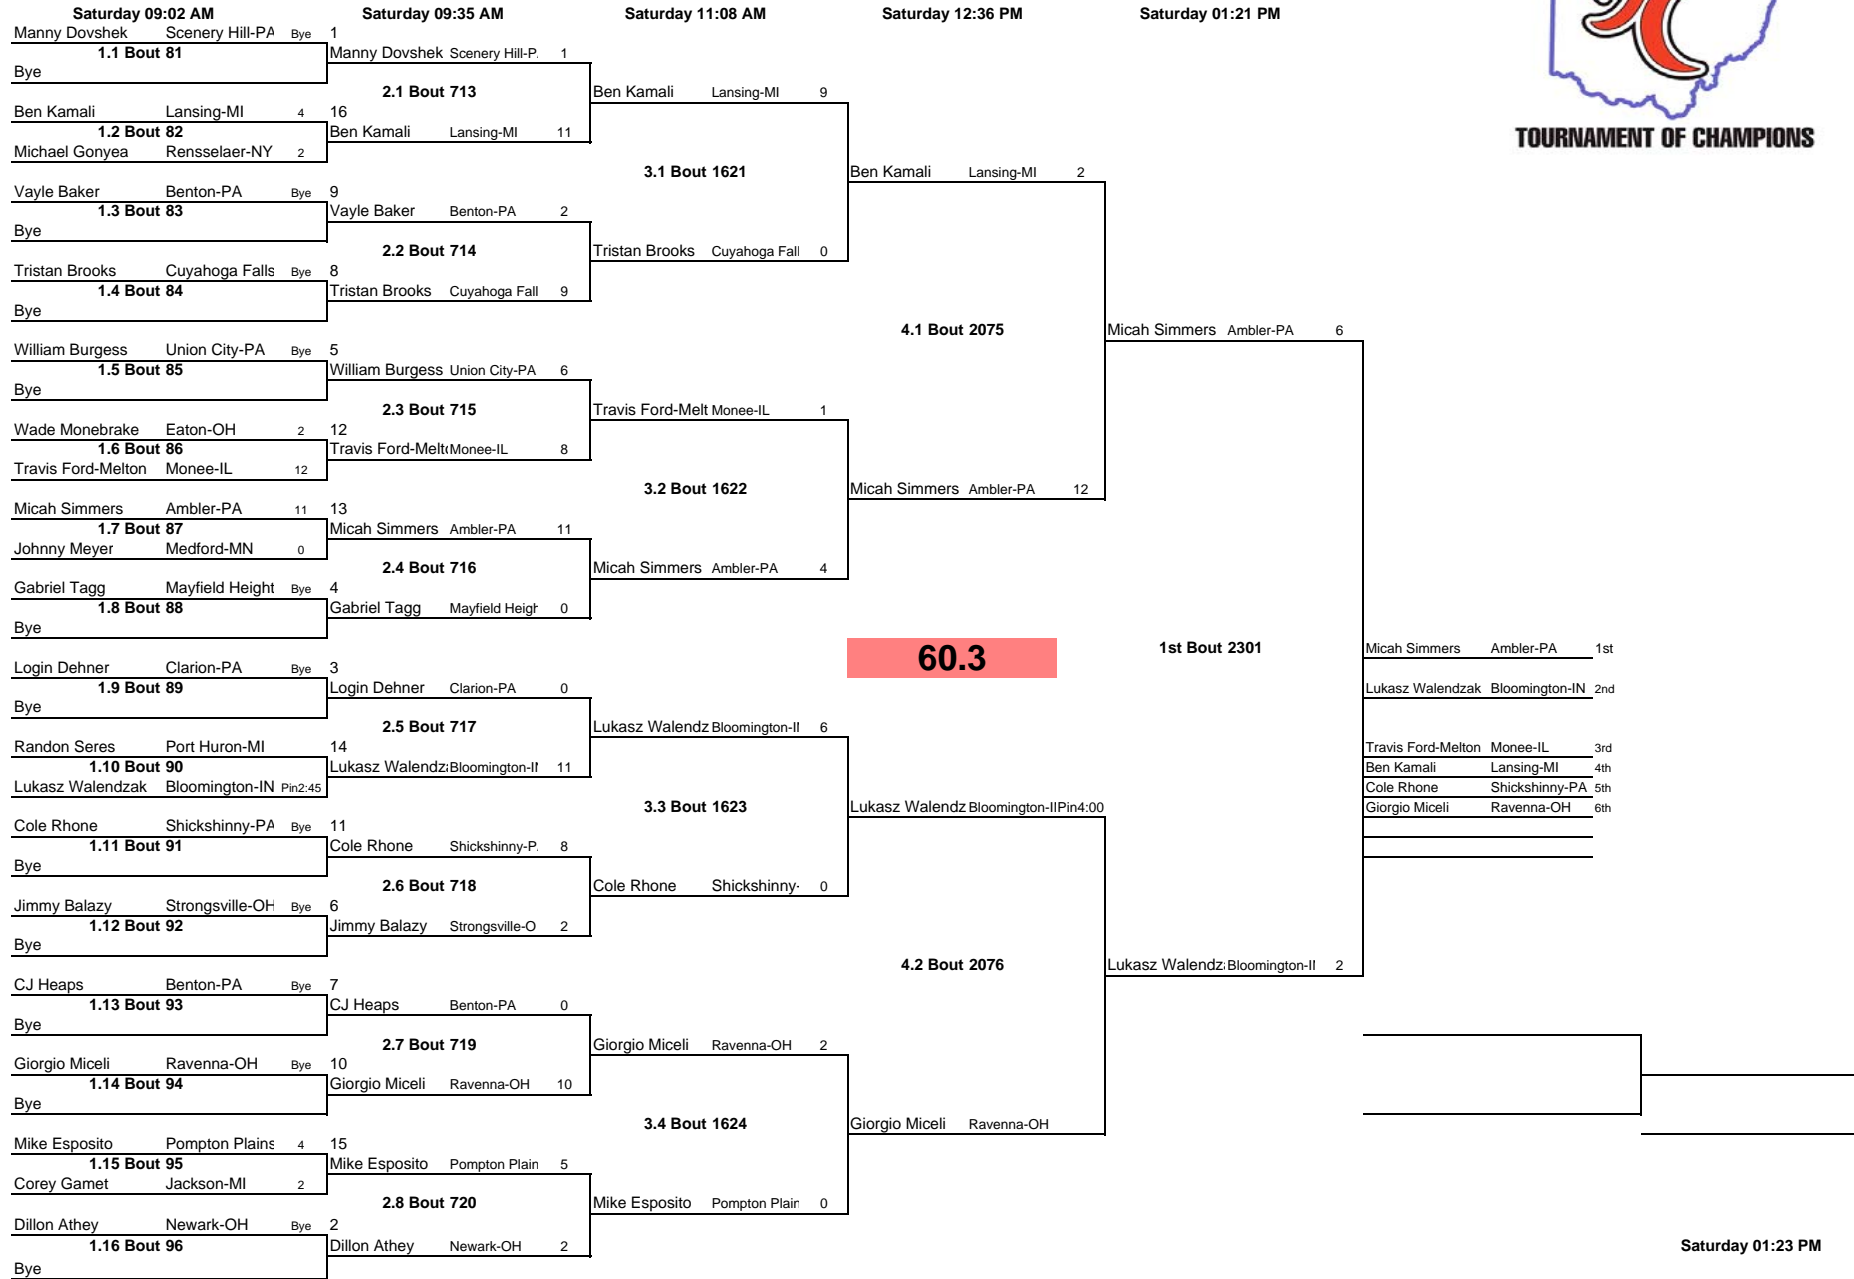 Saturday 09:02 AM Saturday 09:35 AM Saturday 11:08 AM Saturday 12:36 PM Saturday 01:21 PM
Manny Dovshek Scenery Hill-PA Bye 1
1.1 Bout 81 Manny Dovshek Scenery Hill-P. 1
Bye
2.1 Bout 713 Ben Kamali Lansing-MI 9
Ben Kamali Lansing-MI 4 16
1.2 Bout 82 Ben Kamali Lansing-MI 11
Michael Gonyea Rensselaer-NY 2
TOURNAMENT OF CHAMPIONS
3.1 Bout 1621 Ben Kamali Lansing-MI 2
Vayle Baker Benton-PA Bye 9
1.3 Bout 83 Vayle Baker Benton-PA 2
Bye
2.2 Bout 714 Tristan Brooks Cuyahoga Fall 0
Tristan Brooks Cuyahoga Falls Bye 8
1.4 Bout 84 Tristan Brooks Cuyahoga Fall 9
Bye
4.1 Bout 2075 Micah Simmers Ambler-PA 6
William Burgess Union City-PA Bye 5
1.5 Bout 85 William Burgess Union City-PA 6
Bye
2.3 Bout 715 Travis Ford-Melt Monee-IL 1
Wade Monebrake Eaton-OH 2 12
1.6 Bout 86 Travis Ford-Melt Monee-IL 8
Travis Ford-Melton Monee-IL 12
3.2 Bout 1622 Micah Simmers Ambler-PA 12
Micah Simmers Ambler-PA 11 13
1.7 Bout 87 Micah Simmers Ambler-PA 11
Johnny Meyer Medford-MN 0
2.4 Bout 716 Micah Simmers Ambler-PA 4
Gabriel Tagg Mayfield Height Bye 4
1.8 Bout 88 Gabriel Tagg Mayfield Heigh 0
Bye
60.3 1st Bout 2301 Micah Simmers Ambler-PA 1st
Login Dehner Clarion-PA Bye 3
1.9 Bout 89 Login Dehner Clarion-PA 0 Lukasz Walendzak Bloomington-IN 2nd
Bye
2.5 Bout 717 Lukasz Walendz Bloomington-I 6
Randon Seres Port Huron-MI 14 Travis Ford-Melton Monee-IL 3rd
1.10 Bout 90 Lukasz Walendz Bloomington-I 11 Ben Kamali Lansing-MI 4th
Lukasz Walendzak Bloomington-IN Pin2:45 Cole Rhone Shickshinny-PA 5th
3.3 Bout 1623 Lukasz Walendz Bloomington-I Pin4:00 Giorgio Miceli Ravenna-OH 6th
Cole Rhone Shickshinny-PA Bye 11
1.11 Bout 91 Cole Rhone Shickshinny-P. 8
Bye
2.6 Bout 718 Cole Rhone Shickshinny- 0
Jimmy Balazy Strongsville-OH Bye 6
1.12 Bout 92 Jimmy Balazy Strongsville-O 2
Bye
4.2 Bout 2076 Lukasz Walendz Bloomington-I 2
CJ Heaps Benton-PA Bye 7
1.13 Bout 93 CJ Heaps Benton-PA 0
Bye
2.7 Bout 719 Giorgio Miceli Ravenna-OH 2
Giorgio Miceli Ravenna-OH Bye 10
1.14 Bout 94 Giorgio Miceli Ravenna-OH 10
Bye
3.4 Bout 1624 Giorgio Miceli Ravenna-OH
Mike Esposito Pompton Plains 4 15
1.15 Bout 95 Mike Esposito Pompton Plain 5
Corey Gamet Jackson-MI 2
2.8 Bout 720 Mike Esposito Pompton Plain 0
Dillon Athey Newark-OH Bye 2
1.16 Bout 96 Dillon Athey Newark-OH 2 Saturday 01:23 PM
Bye